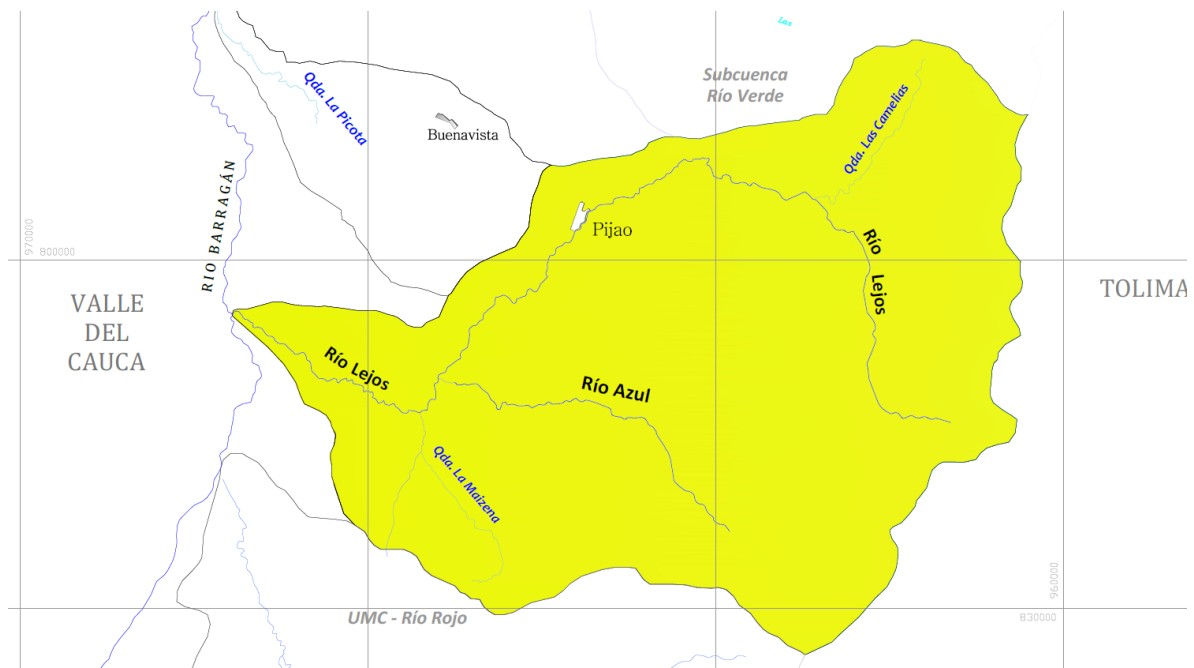 Subcuenca
Río Verde
Qda. La Picota
Qda. Las Camelias
Buenavista
RIO BARRAGÁN
Pijao
970000
800000
Río
Lejos
TOLIMA
VALLE
DEL
CAUCA
Río Lejos
Río Azul
Qda. La Maizena
960000
830000
UMC - Río Rojo